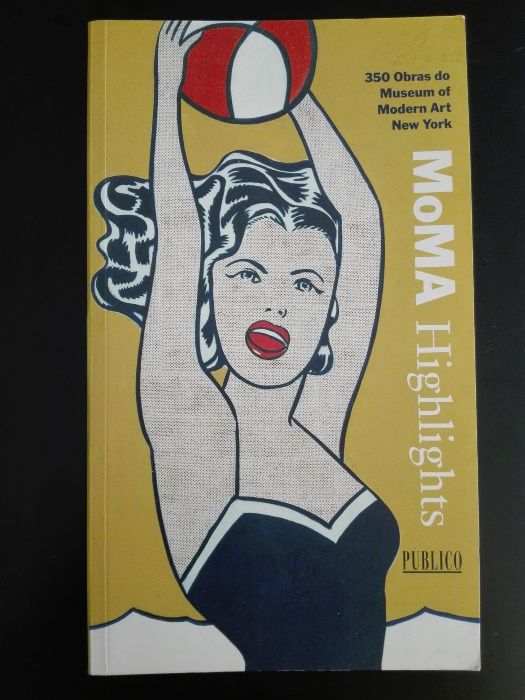 350 Obras do
Museum of
Modern Art
New York
MoMA Highlights
PUBLICO